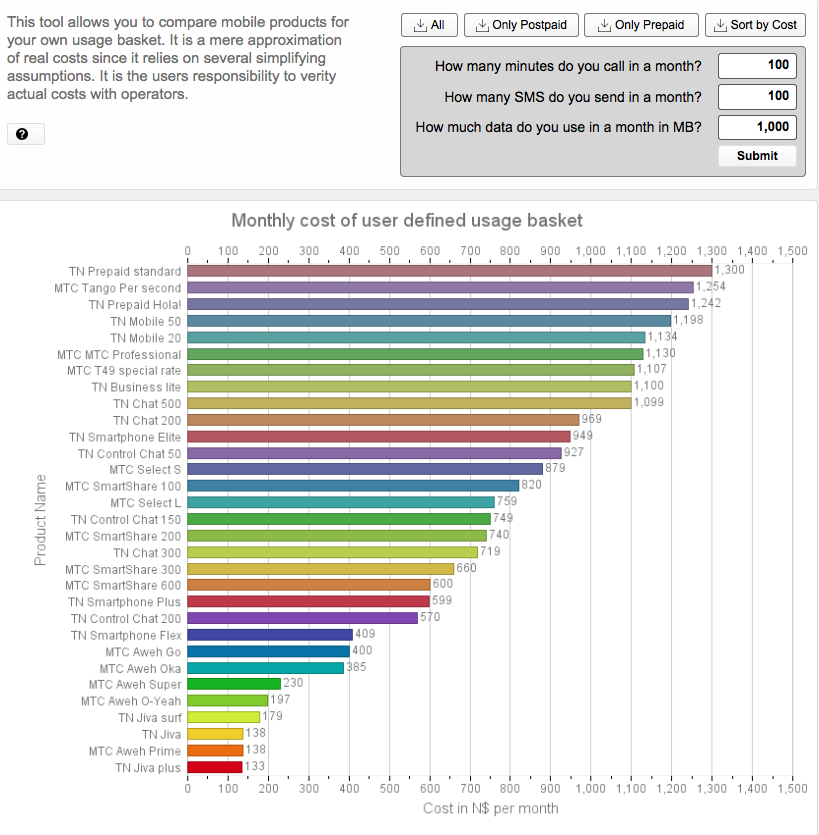 This tool allows you to compare mobile products for
your own usage basket. It is a mere approximation
of real costs since it relies on several simplifying
assumptions. It is the users responsibility to verity
actual costs with operators.
?
All Only Postpaid Only Prepaid Sort by Cost
How many minutes do you call in a month? 100
How many SMS do you send in a month? 100
How much data do you use in a month in MB? 1,000
Submit
Monthly cost of user defined usage basket
0 100 200 300 400 500 600 700 800 900 1,000 1,100 1,200 1,300 1,400 1,500
TN Prepaid standard 1,300
MTC Tango Per second 1,254
TN Prepaid Hola! 1,242
TN Mobile 50 1,198
TN Mobile 20 1,134
MTC MTC Professional 1,130
MTC T49 special rate 1,107
TN Business lite 1,100
TN Chat 500 1,099
TN Chat 200 969
TN Smartphone Elite 949
TN Control Chat 50 927
MTC Select S 879
MTC SmartShare 100 820
MTC Select L 759
TN Control Chat 150 749
MTC SmartShare 200 740
TN Chat 300 719
MTC SmartShare 300 660
MTC SmartShare 600 600
TN Smartphone Plus 599
TN Control Chat 200 570
TN Smartphone Flex 409
MTC Aweh Go 400
MTC Aweh Oka 385
MTC Aweh Super 230
MTC Aweh O-Yeah 197
TN Jiva surf 179
TN Jiva 138
MTC Aweh Prime 138
TN Jiva plus 133
Product Name
0 100 200 300 400 500 600 700 800 900 1,000 1,100 1,200 1,300 1,400 1,500
Cost in N$ per month